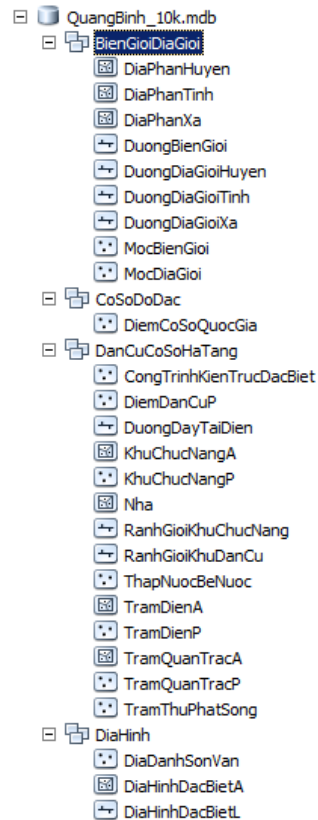 QuangBinh_10k.mdb
BienGioiDiaGioi
DiaPhanHuyen
DiaPhanTinh
DiaPhanXa
DuongBienGioi
DuongDiaGioiHuyen
DuongDiaGioiTinh
DuongDiaGioiXa
MocBienGioi
MocDiaGioi
CoSoDoDac
DiemCoSoQuocGia
DanCuCoSoHaTang
CongTrinhKienTrucDacBiet
DiemDanCuP
DuongDayTaiDien
KhuChucNangA
KhuChucNangP
Nha
RanhGioiKhuChucNang
RanhGioiKhuDanCu
ThapNuocBeNuoc
TramDienA
TramDienP
TramQuanTracA
TramQuanTracP
TramThuPhatSong
DiaHinh
DiaDanhSonVan
DiaHinhDacBietA
DiaHinhDacBietL